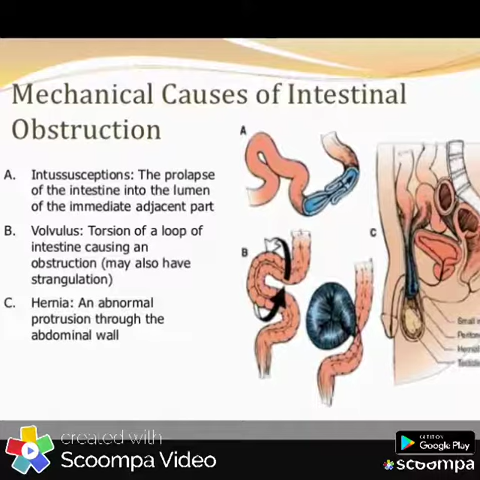 Mechanical Causes of Intestinal
Obstruction
A. Intussusceptions: The prolapse
of the intestine into the lumen
of the immediate adjacent part
B. Volvulus: Torsion of a loop of
intestine causing an
obstruction (may also have
strangulation)
C. Hernia: An abnormal
protrusion through the
abdominal wall
A
B
C
Small
created with
Scoompa Video
GET IT ON
Google Play
scoompa